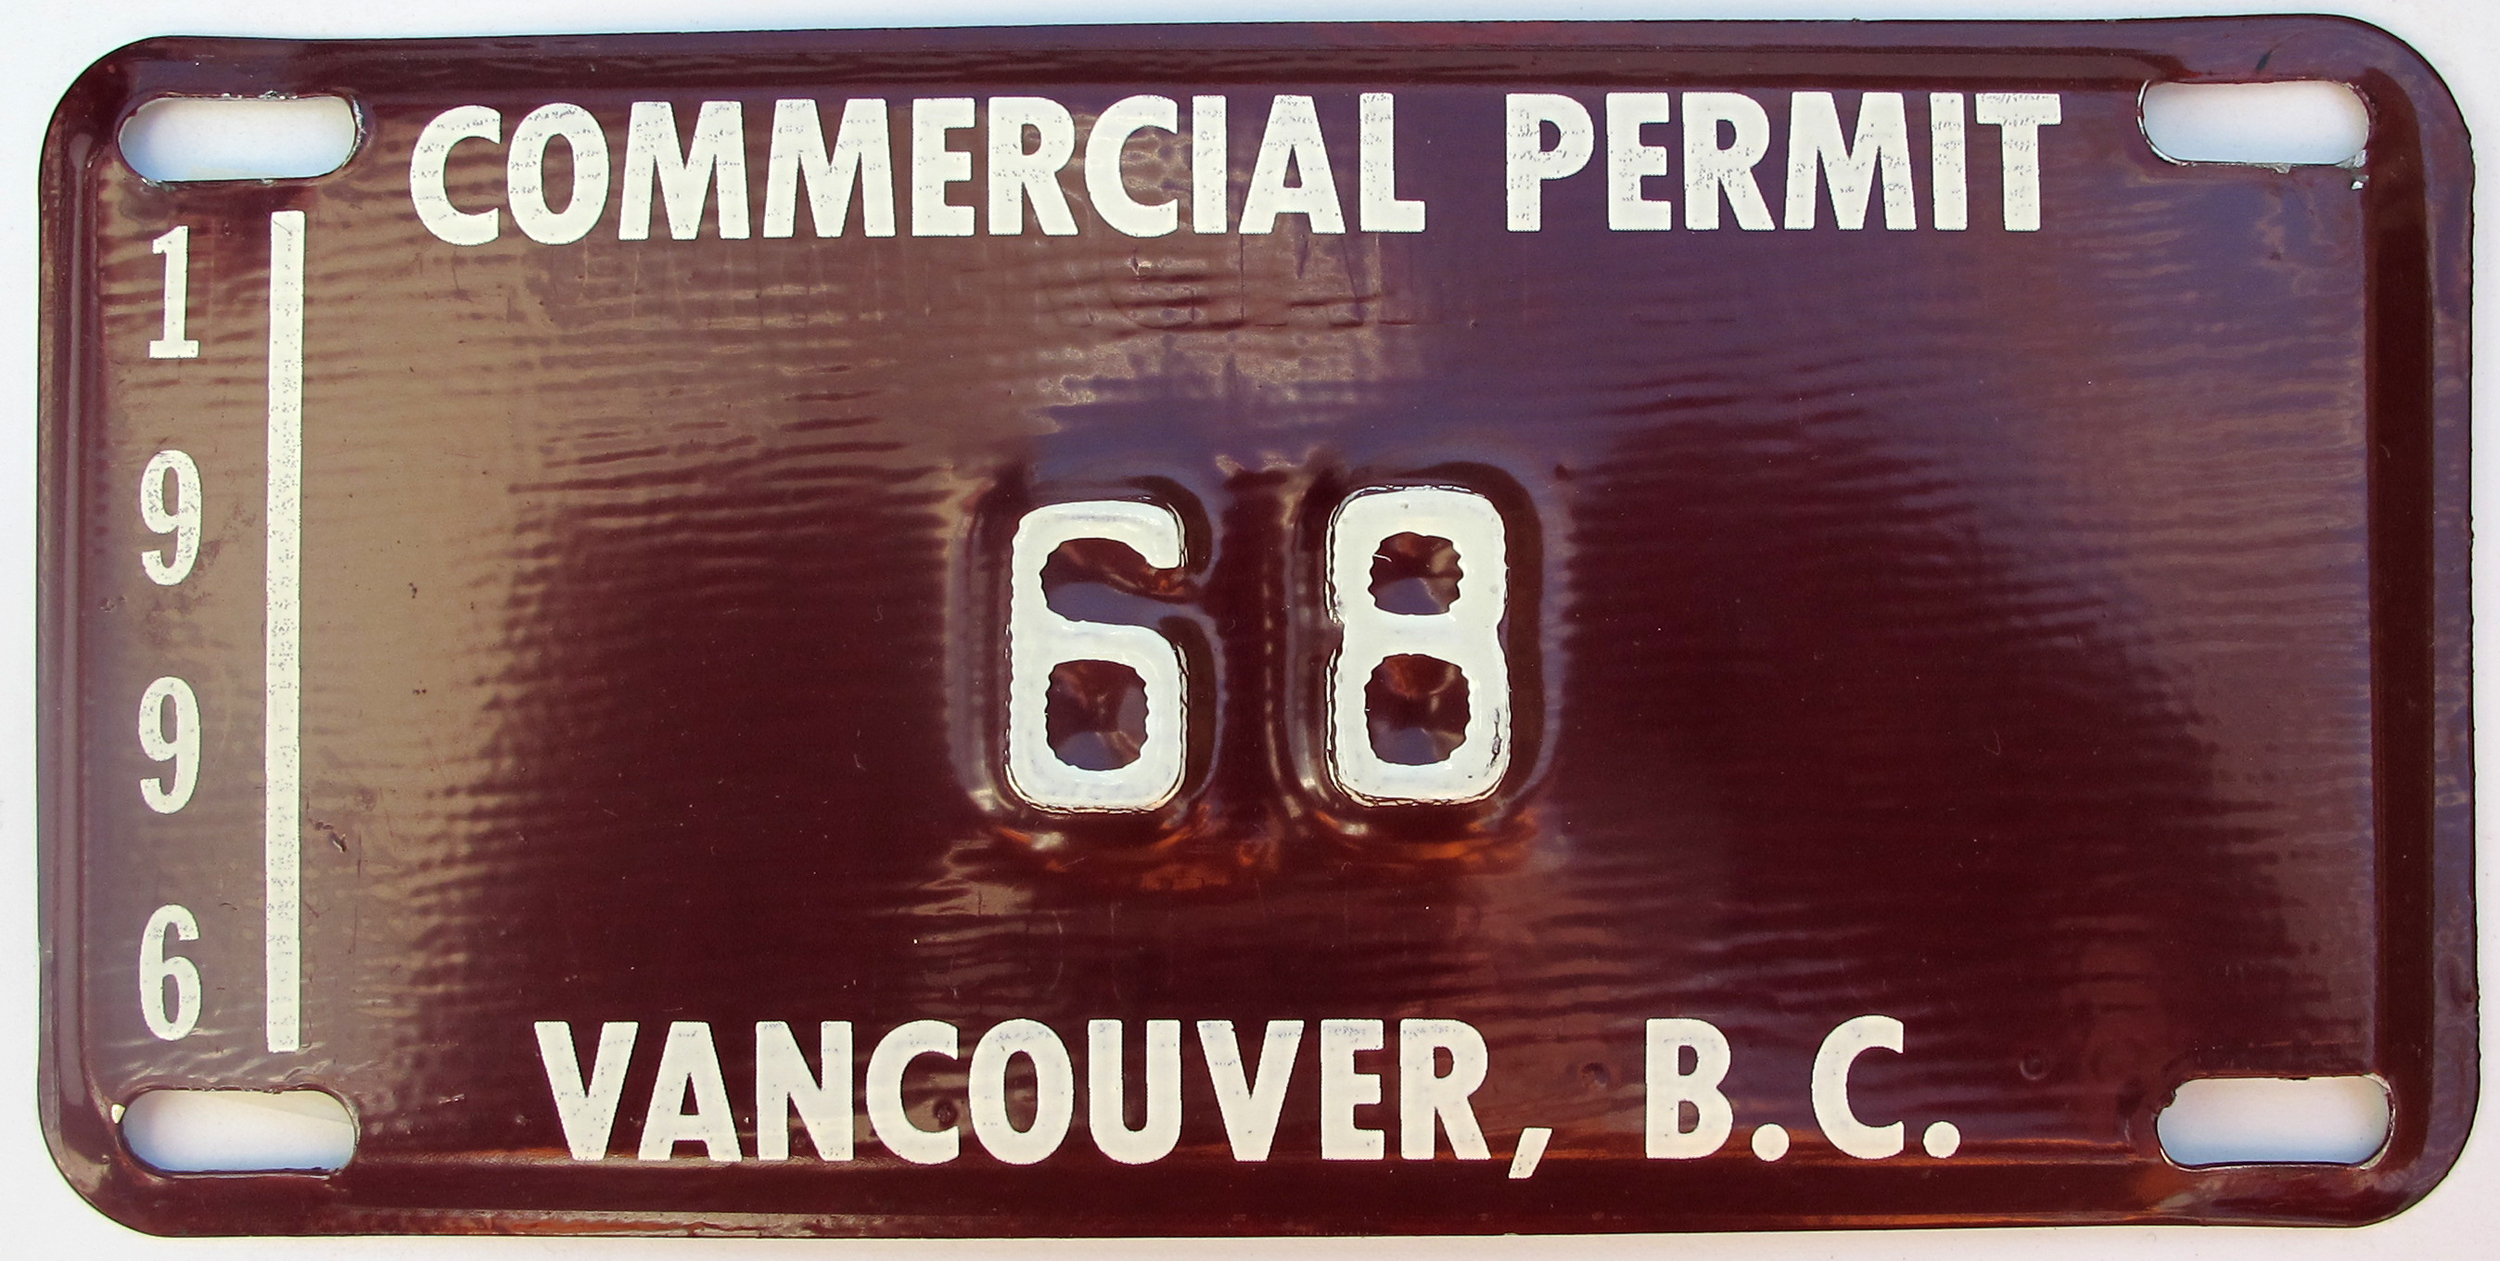 COMMERCIAL PERMIT
1996
68
VANCOUVER, B.C.